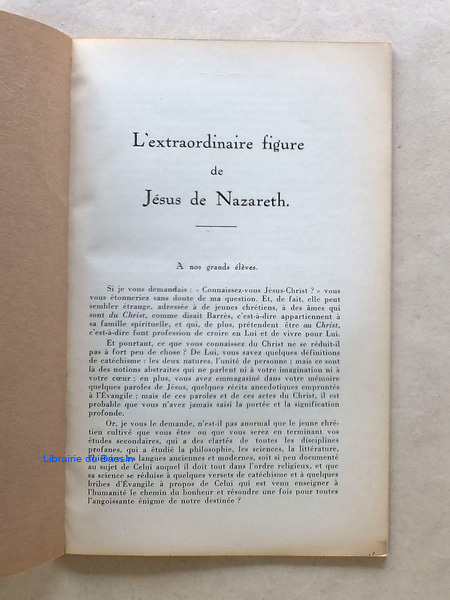 L'extraordinaire figure
de
Jésus de Nazareth.
A nos grands élèves.
Si je vous demandais : « Connaissez-vous Jésus-Christ ? » vous
vous étonneriez sans doute de ma question. Et, de fait, elle peut
sembler étrange, adressée à de jeunes chrétiens, à des âmes qui
sont du Christ, comme disait Barrès, c'est-à-dire appartiennent à
sa famille spirituelle, et qui, de plus, prétendent être au Christ,
c'est-à-dire font profession de croire en Lui et de vivre pour Lui.
Et pourtant, ce que vous connaissez du Christ ne se réduit-il
pas à fort peu de chose ? De Lui, vous savez quelques définitions
de catéchisme : les deux natures, l'unité de personne ; mais ce sont
là des notions abstraites qui ne parlent ni à votre imagination ni à
votre cœur ; en plus, vous avez emmagasiné dans votre mémoire
quelques paroles de Jésus, quelques récits anecdotiques empruntés
à l'Évangile ; mais de ces paroles et de ces actes du Christ, il est
probable que vous n'avez jamais saisi la portée et la signification
profonde.
Or, je vous le demande, n'est-il pas anormal que le jeune chré-
tien cultivé que vous êtes ou que vous serez en terminant vos
études secondaires, qui a des clartés de toutes les disciplines
profanes, qui a étudié la philosophie, les sciences, la littérature,
les langues anciennes et modernes, soit si peu documenté
au sujet de Celui auquel il doit tout dans l'ordre religieux, et que
sa science se réduise à quelques versets de catéchisme et à quelques
bribes d'Évangile à propos de Celui qui est venu enseigner à
l'humanité le chemin du bonheur et résoudre une fois pour toutes
l'angoissante énigme de notre destinée ?
Librairie du Bassin